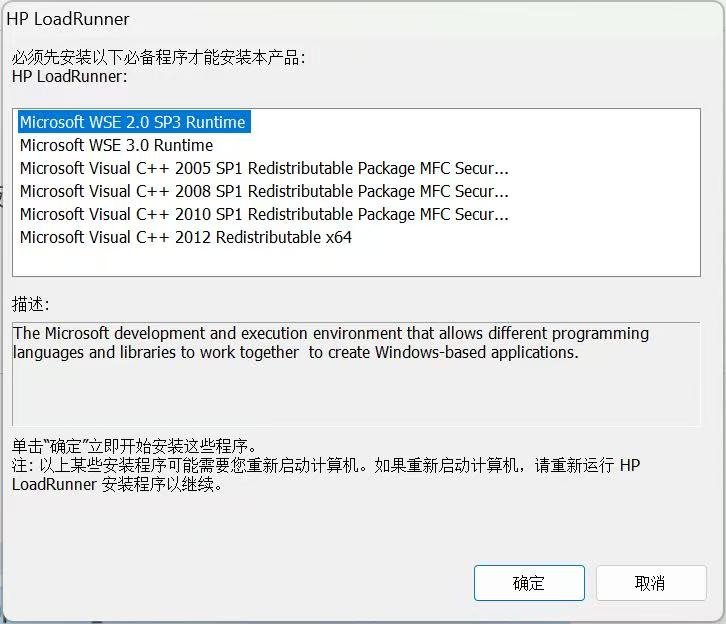 HP LoadRunner
必须先安装以下必备程序才能安装本产品:
HP LoadRunner:
Microsoft WSE 2.0 SP3 Runtime
Microsoft WSE 3.0 Runtime
Microsoft Visual C++ 2005 SP1 Redistributable Package MFC Secur...
Microsoft Visual C++ 2008 SP1 Redistributable Package MFC Secur...
Microsoft Visual C++ 2010 SP1 Redistributable Package MFC Secur...
Microsoft Visual C++ 2012 Redistributable x64
描述:
The Microsoft development and execution environment that allows different programming
languages and libraries to work together  to create Windows-based applications.
单击“确定”立即开始安装这些程序。
注: 以上某些安装程序可能需要您重新启动计算机。如果重新启动计算机，请重新运行 HP
LoadRunner 安装程序以继续。
确定
取消